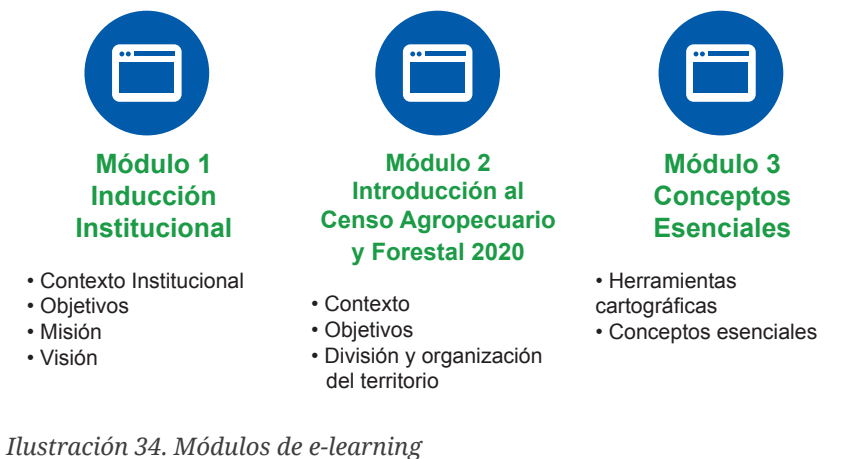 Módulo 1
Inducción
Institucional
• Contexto Institucional
• Objetivos
• Misión
• Visión
Módulo 2
Introducción al
Censo Agropecuario
y Forestal 2020
• Contexto
• Objetivos
• División y organización
del territorio
Módulo 3
Conceptos
Esenciales
• Herramientas
cartográficas
• Conceptos esenciales
Ilustración 34. Módulos de e-learning